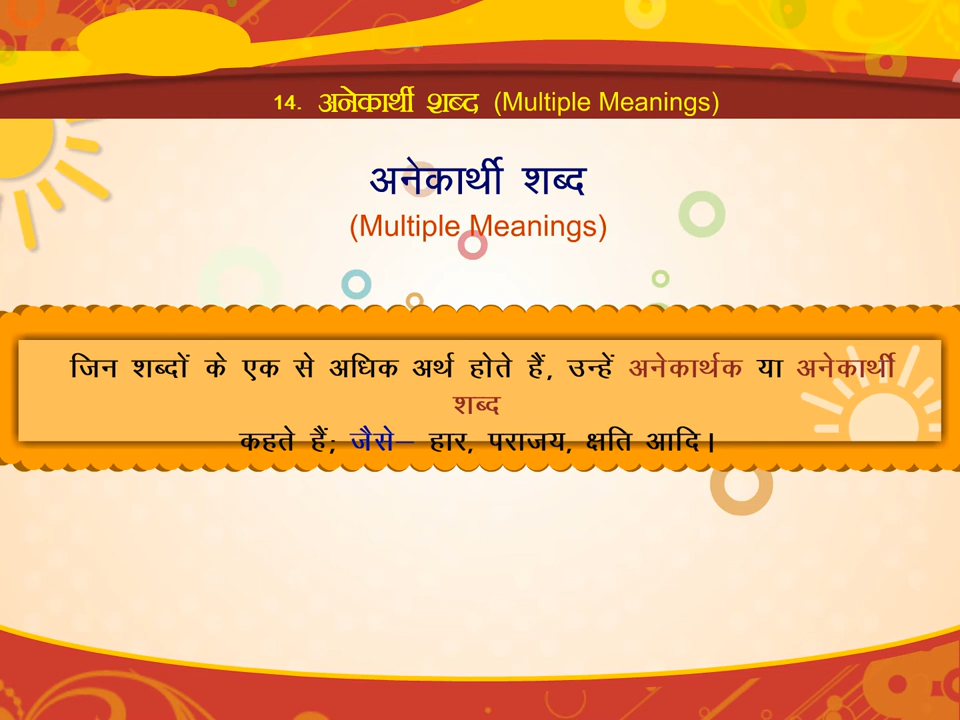 14. अनेकार्थी शब्द (Multiple Meanings)
अनेकार्थी शब्द
(Multiple Meanings)
जिन शब्दों के एक से अधिक अर्थ होते हैं, उन्हें अनेकार्थक या अनेकार्थी
शब्द
कहते हैं; जैसे– हार, पराजय, क्षति आदि।